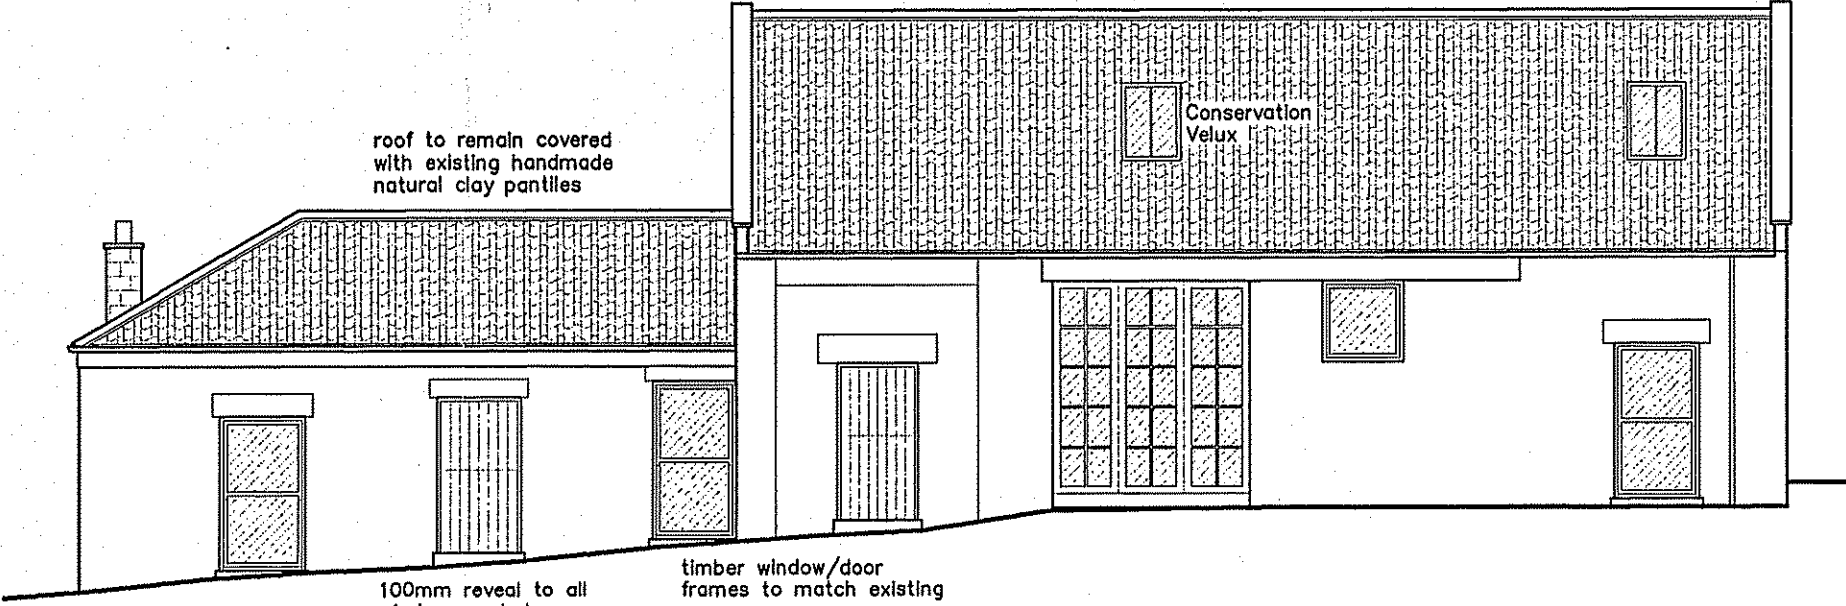 roof to remain covered
with existing handmade
natural clay pantiles
Conservation
Velux
100mm reveal to all
timber window/door
frames to match existing